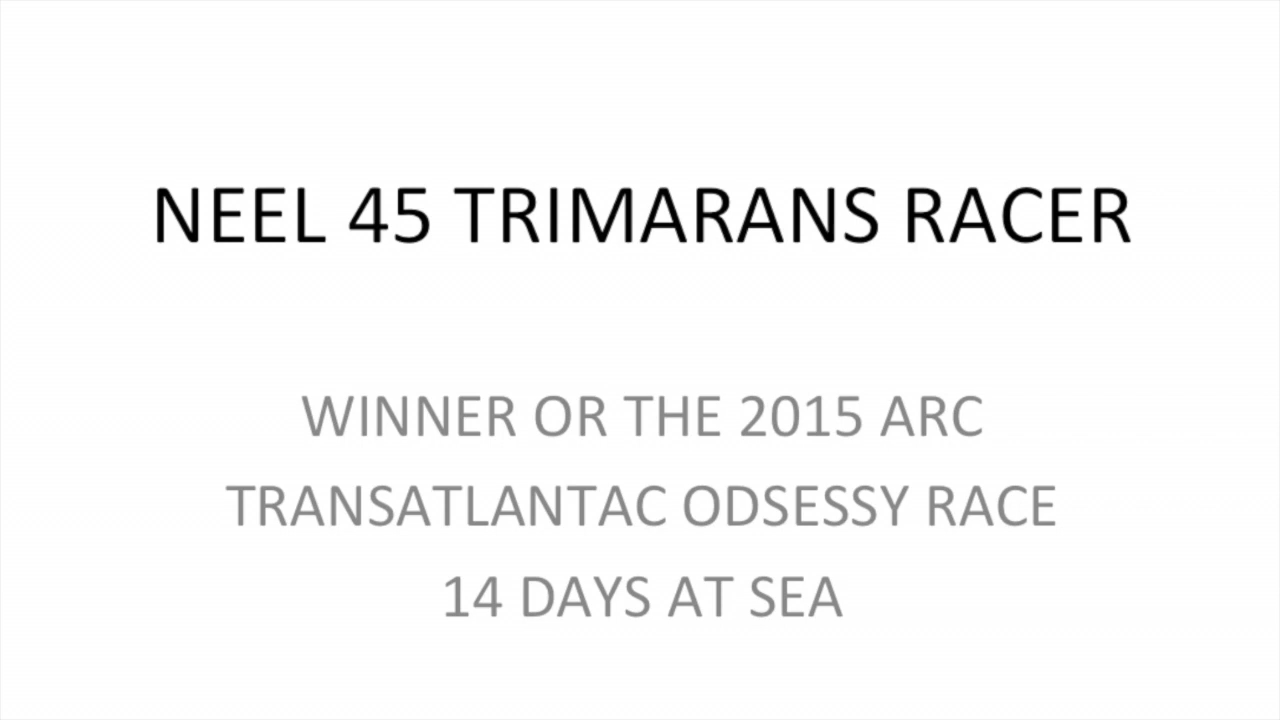 NEEL 45 TRIMARANS RACER
WINNER OR THE 2015 ARC
TRANSATLANTAC ODSESSY RACE
14 DAYS AT SEA